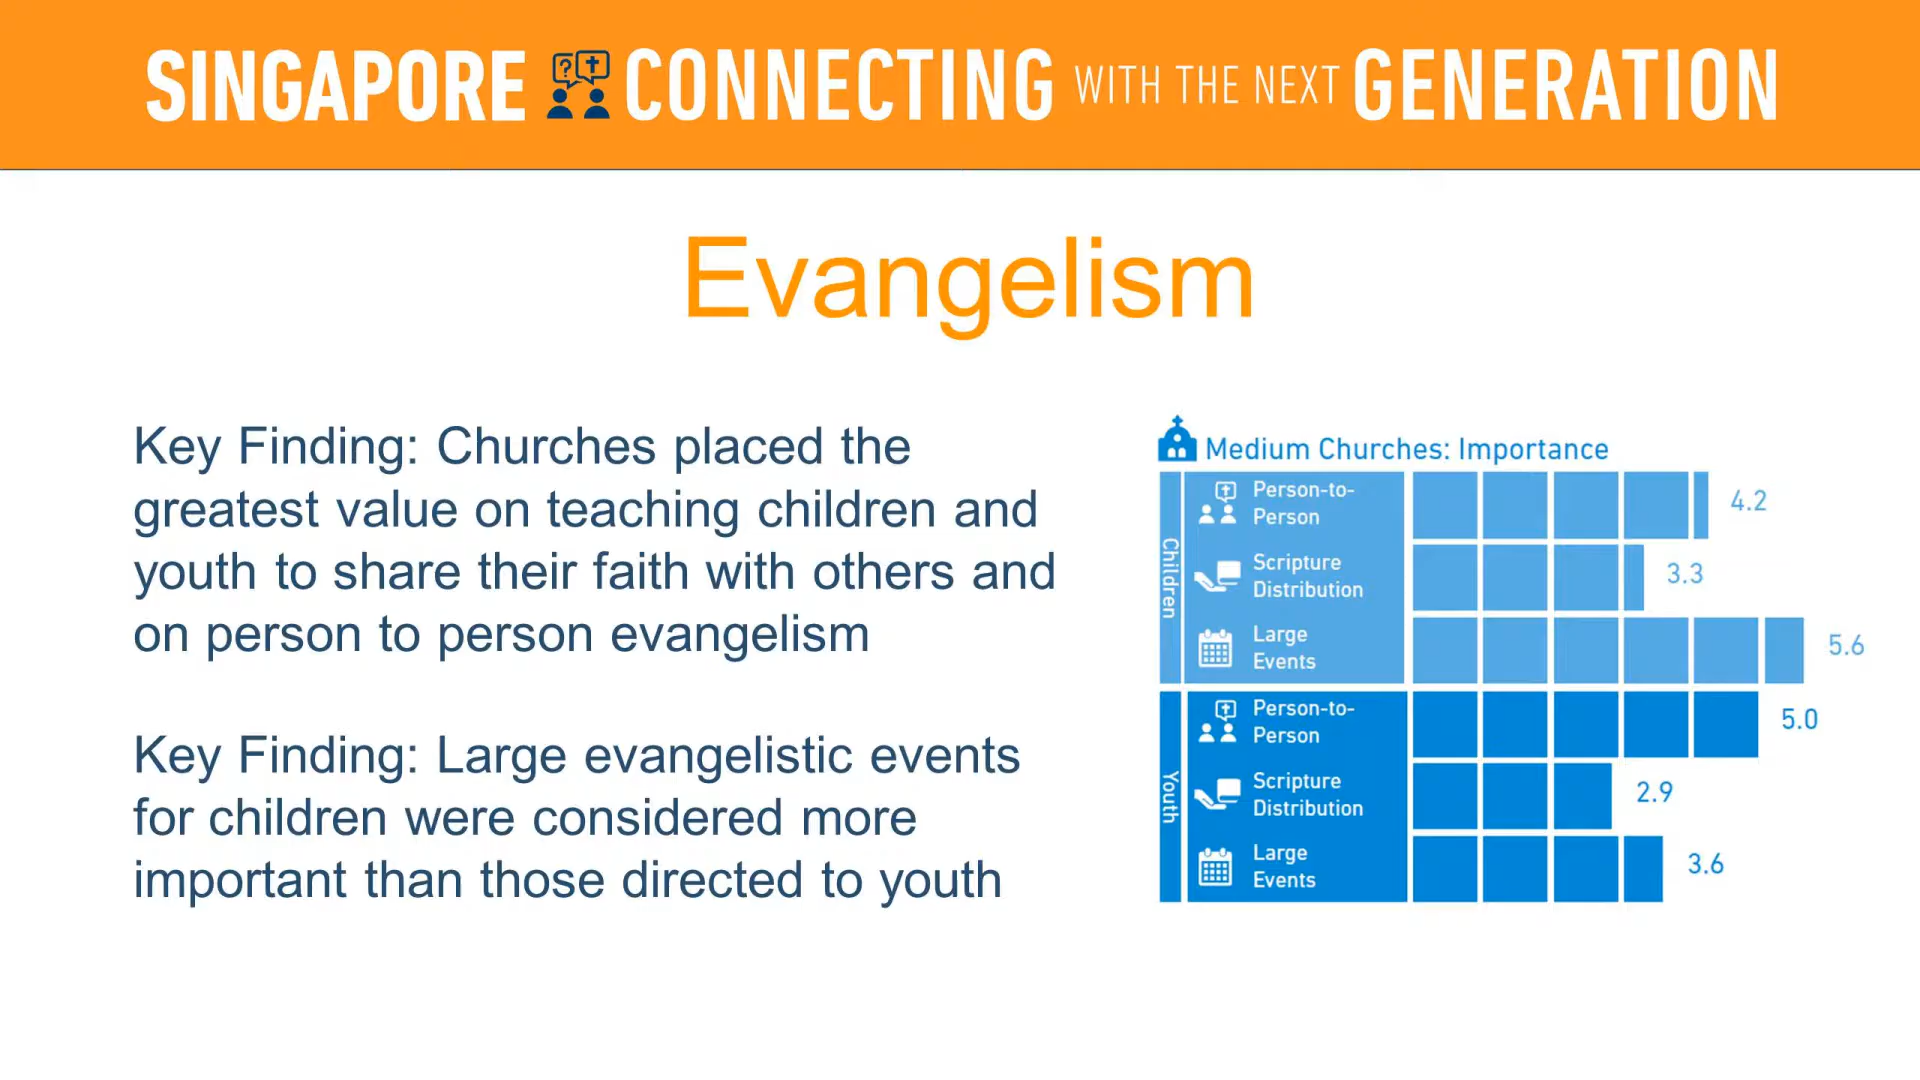 SINGAPORE CONNECTING WITH THE NEXT GENERATION
Evangelism
Key Finding: Churches placed the
greatest value on teaching children and
youth to share their faith with others and
on person to person evangelism
Key Finding: Large evangelistic events
for children were considered more
important than those directed to youth
Medium Churches: Importance
Children
Person-to-
Person
4.2
Scripture
Distribution
3.3
Large
Events
5.6
Youth
Person-to-
Person
5.0
Scripture
Distribution
2.9
Large
Events
3.6